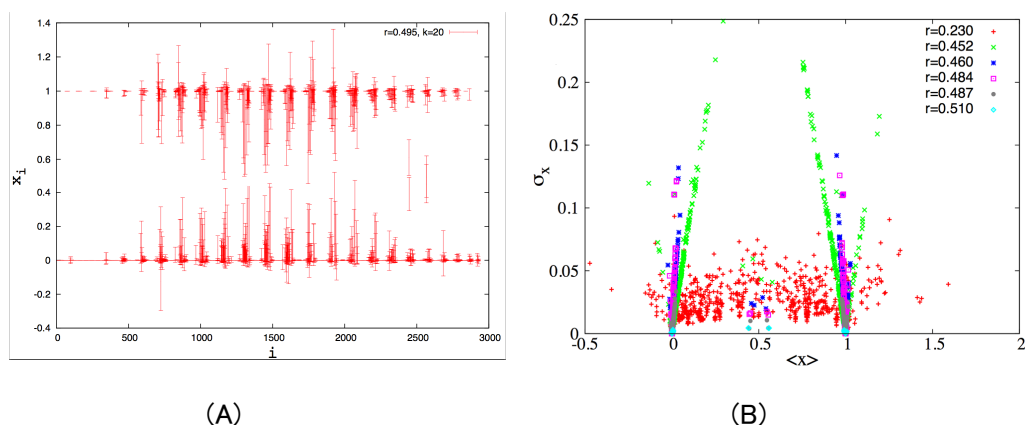 r=0.495, k=20
1.4
1.2
1
0.8
0.6
0.4
0.2
0
-0.2
-0.4
x_i
0 500 1000 1500 2000 2500 3000
i
(A)
r=0.230
r=0.452
r=0.460
r=0.484
r=0.487
r=0.510
0.25
0.2
0.15
0.1
0.05
0
σ_x
-0.5 0 0.5 1 1.5 2
<x>
(B)